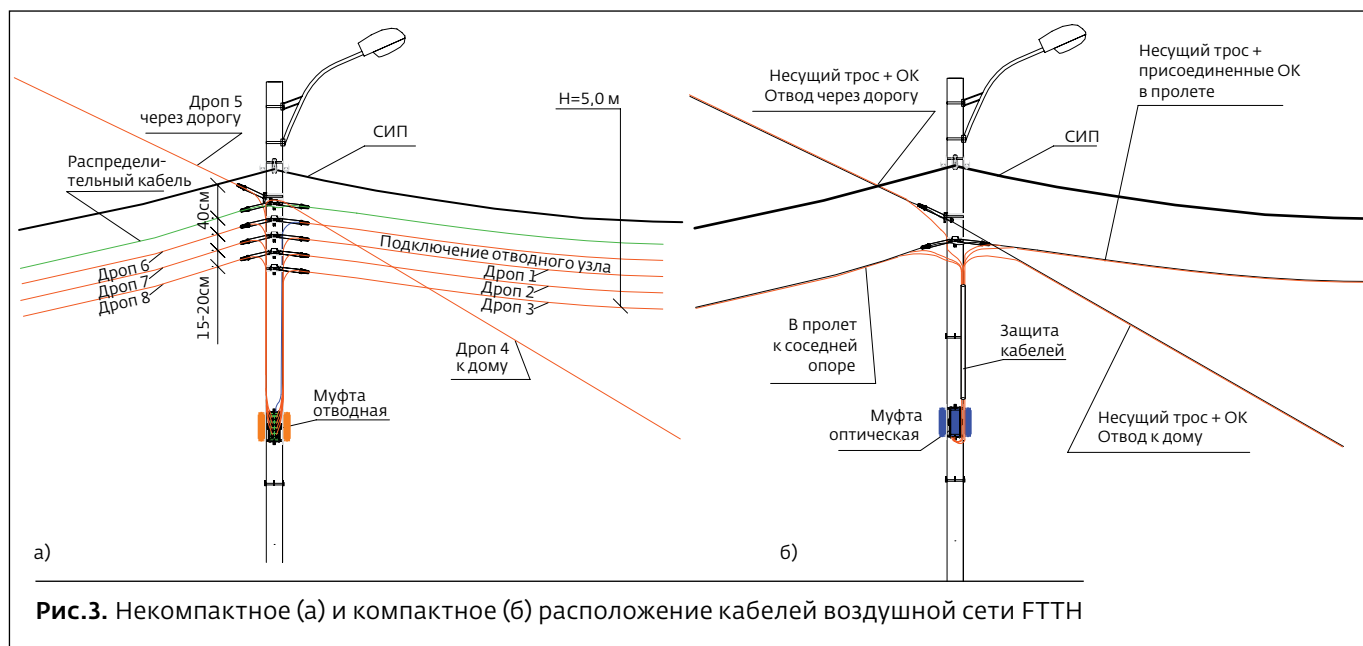 Дроп 5
через дорогу
Распредели-
тельный кабель
СИП
H=5,0 м
40см
15-20см
Дроп 6
Дроп 7
Дроп 8
Подключение отводного узла
Дроп 1
Дроп 2
Дроп 3
Дроп 4
к дому
Муфта
отводная
а)
Несущий трос + ОК
Отвод через дорогу
Несущий трос +
присоединенные ОК
в пролете
СИП
В пролет
к соседней
опоре
Защита
кабелей
Муфта
оптическая
Несущий трос + ОК
Отвод к дому
б)
Рис.3. Некомпактное (а) и компактное (б) расположение кабелей воздушной сети FTTH